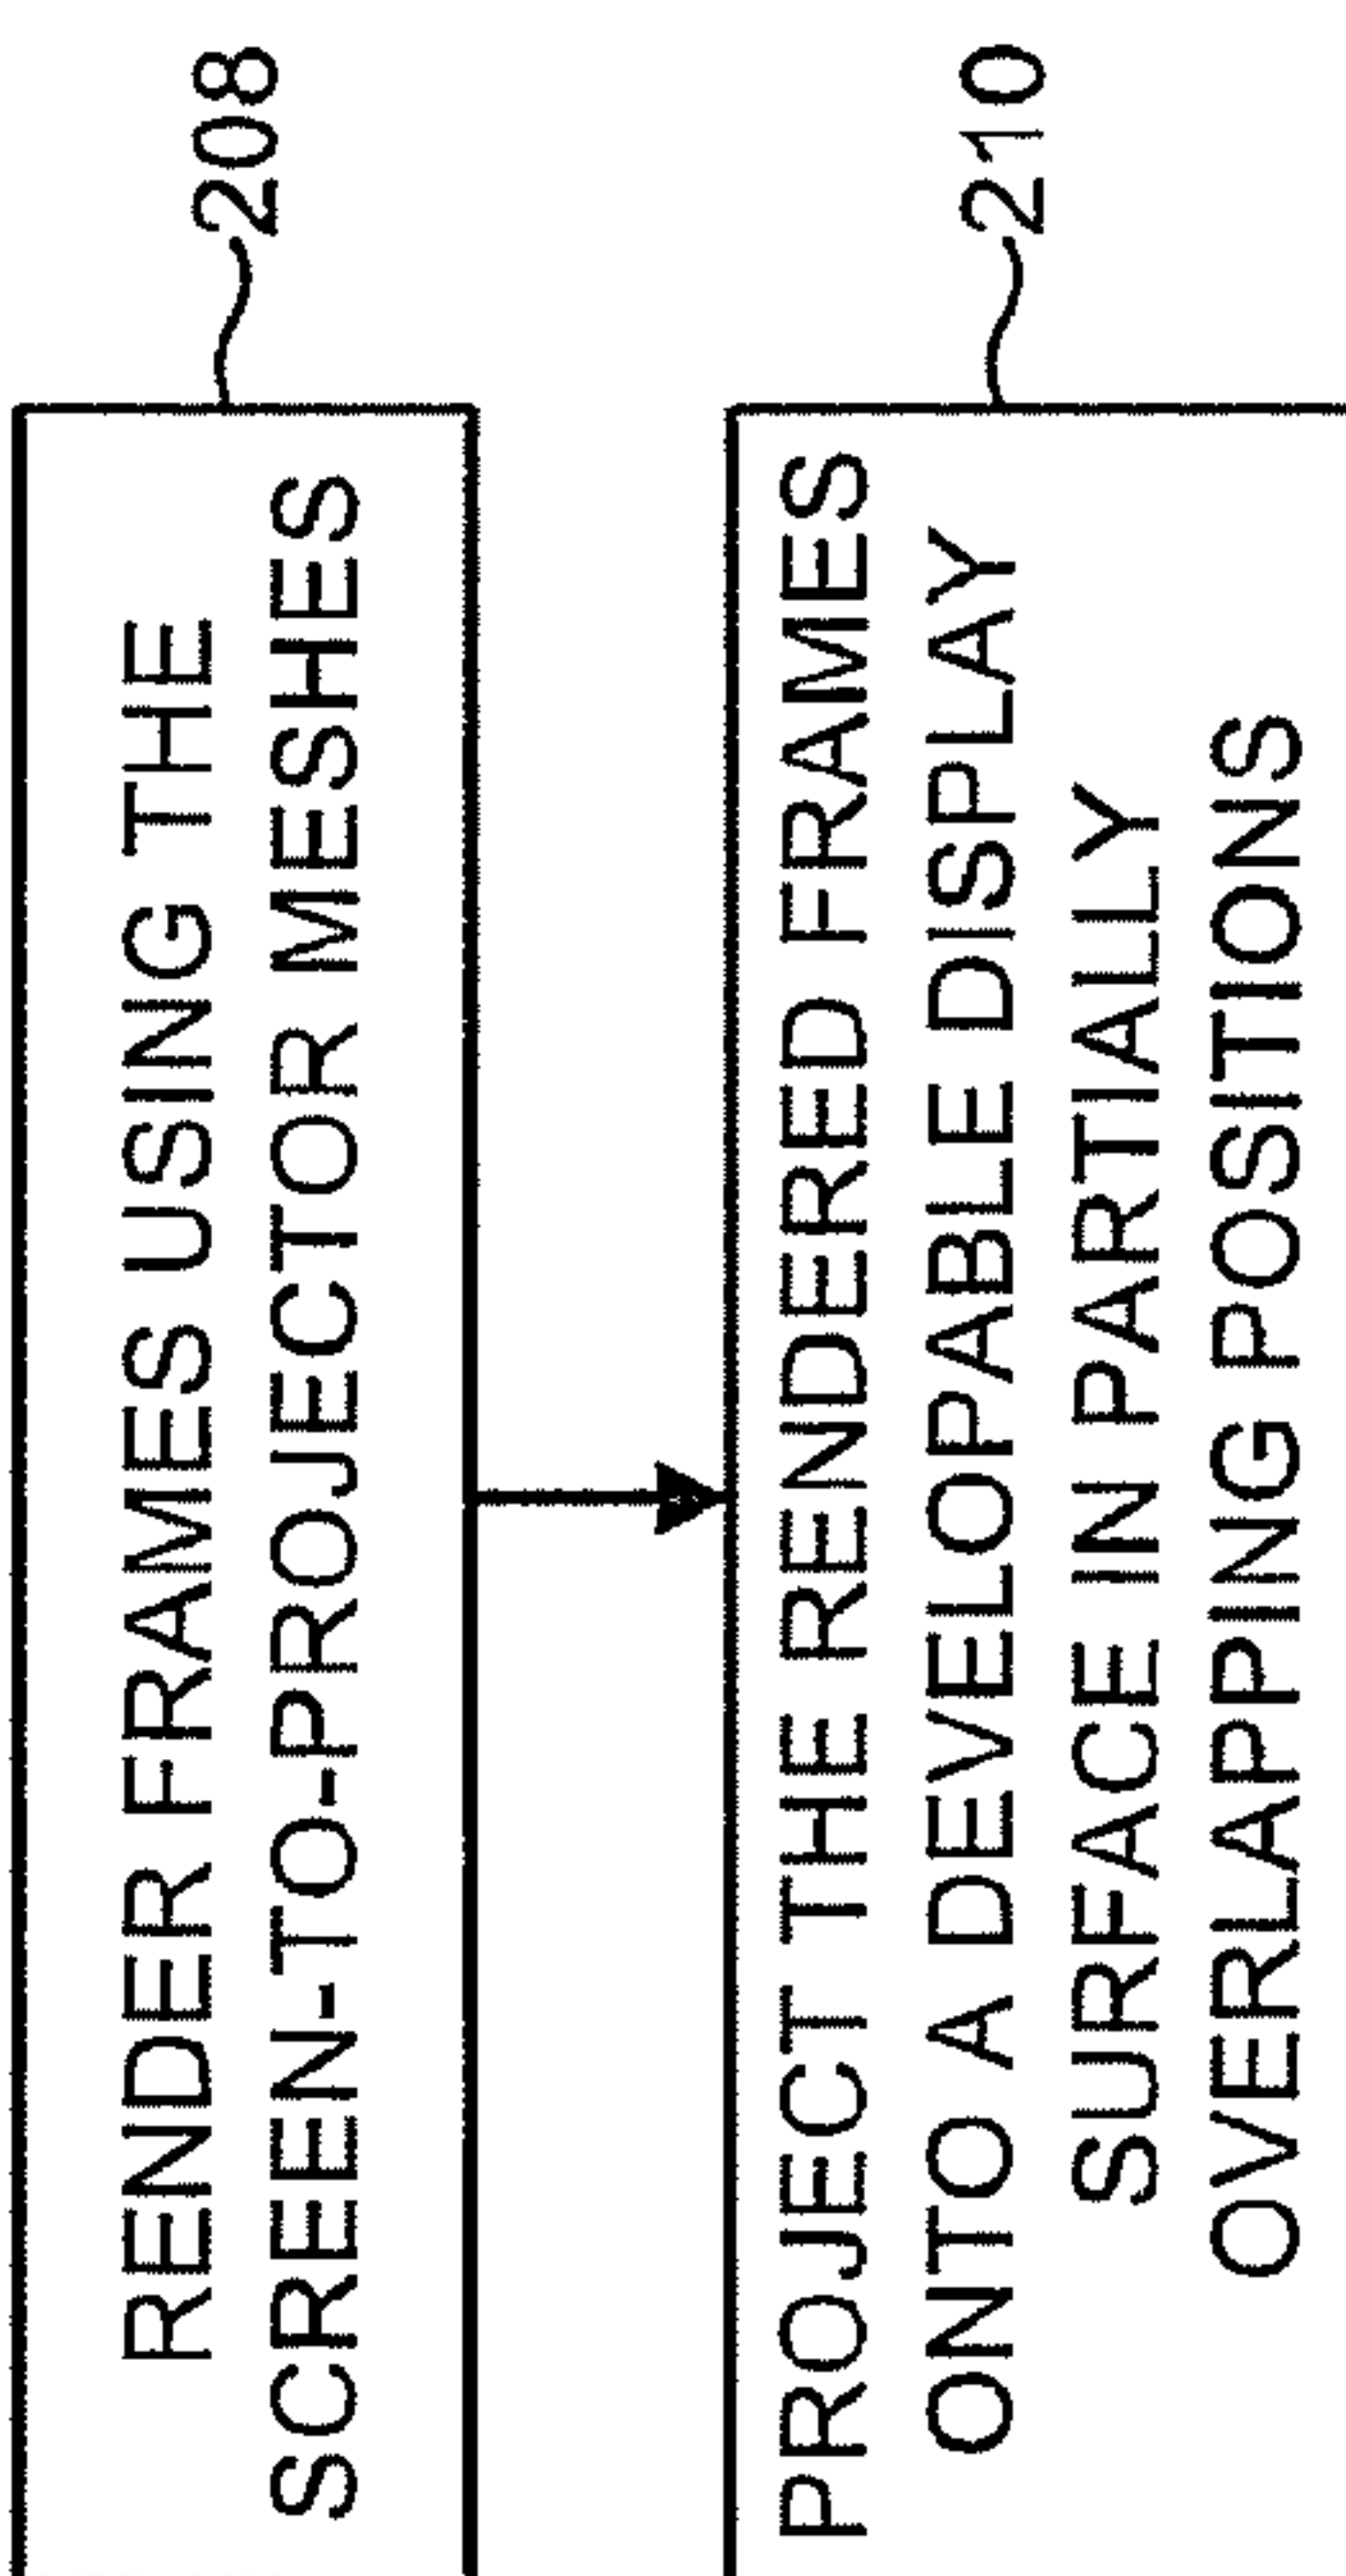 RENDER FRAMES USING THE
SCREEN-TO-PROJECTOR MESHES
208
PROJECT THE RENDERED FRAMES
ONTO A DEVELOPABLE DISPLAY
SURFACE IN PARTIALLY
OVERLAPPING POSITIONS
210